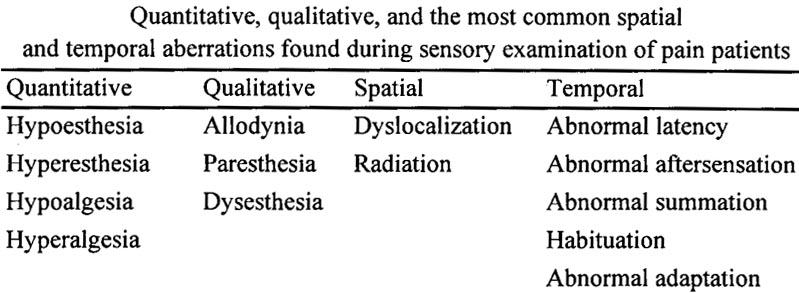 Quantitative, qualitative, and the most common spatial
and temporal aberrations found during sensory examination of pain patients
Quantitative Qualitative Spatial Temporal
Hypoesthesia Allodynia Dyslocalization Abnormal latency
Hyperesthesia Paresthesia Radiation Abnormal aftersensation
Hypoalgesia Dysesthesia Abnormal summation
Hyperalgesia Habituation
Abnormal adaptation